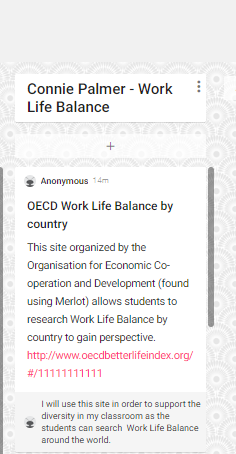 Connie Palmer - Work
Life Balance
+
Anonymous 14m
OECD Work Life Balance by
country
This site organized by the
Organisation for Economic Co-
operation and Development (found
using Merlot) allows students to
research Work Life Balance by
country to gain perspective.
http://www.oecdbetterlifeindex.org/
#/11111111111
I will use this site in order to support the
diversity in my classroom as the
students can search Work Life Balance
around the world.